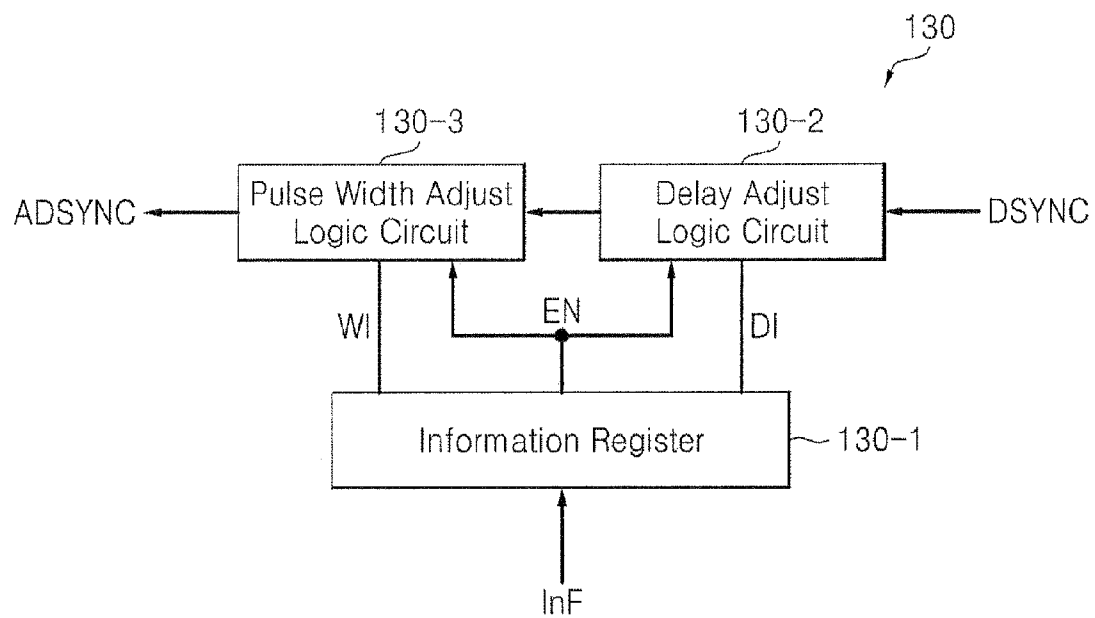 130
130-3
130-2
Pulse Width Adjust
Logic Circuit
Delay Adjust
Logic Circuit
ADSYNC
DSYNC
EN
WI
DI
Information Register
130-1
InF